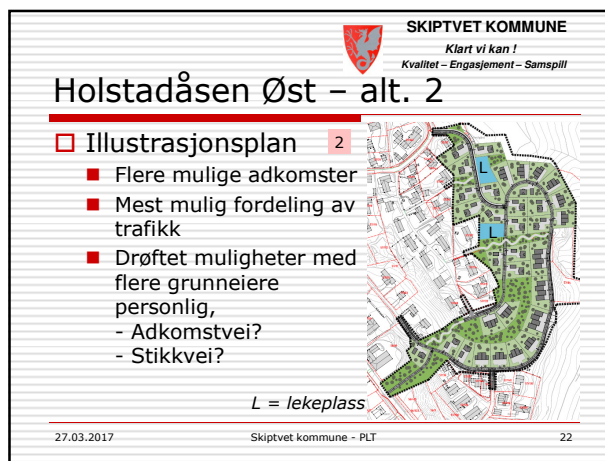 SKIPTVET KOMMUNE
Klart vi kan !
Kvalitet – Engasjement – Samspill
Holstadåsen Øst – alt. 2
Illustrasjonsplan 2
Flere mulige adkomster
Mest mulig fordeling av
trafikk
Drøftet muligheter med
flere grunneiere
personlig,
- Adkomstvei?
- Stikkvei?
L = lekeplass
L
L
27.03.2017 Skiptvet kommune - PLT 22